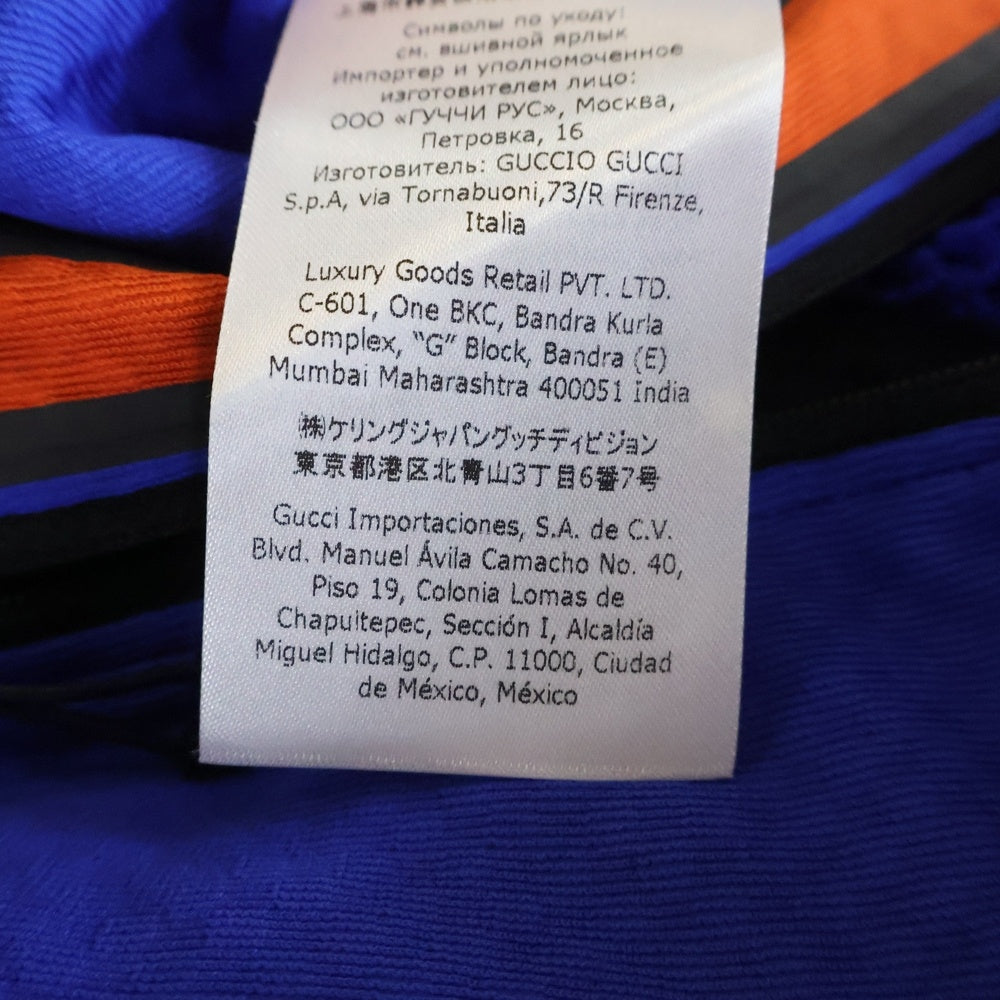 Символы по уходу:
см. вшивной ярлык
Импортер и уполномоченное
изготовителем лицо:
ООО «ГУЧЧИ РУС», Москва,
Петровка, 16
Изготовитель: GUCCIO GUCCI
S.p.A, via Tornabuoni,73/R Firenze,
Italia
Luxury Goods Retail PVT. LTD.
C-601, One BKC, Bandra Kurla
Complex, “G” Block, Bandra (E)
Mumbai Maharashtra 400051 India
㈱ケリングジャパングッチディビジョン
東京都港区北青山3丁目6番7号
Gucci Importaciones, S.A. de C.V.
Blvd. Manuel Ávila Camacho No. 40,
Piso 19, Colonia Lomas de
Chapultepec, Sección I, Alcaldía
Miguel Hidalgo, C.P. 11000, Ciudad
de México, México